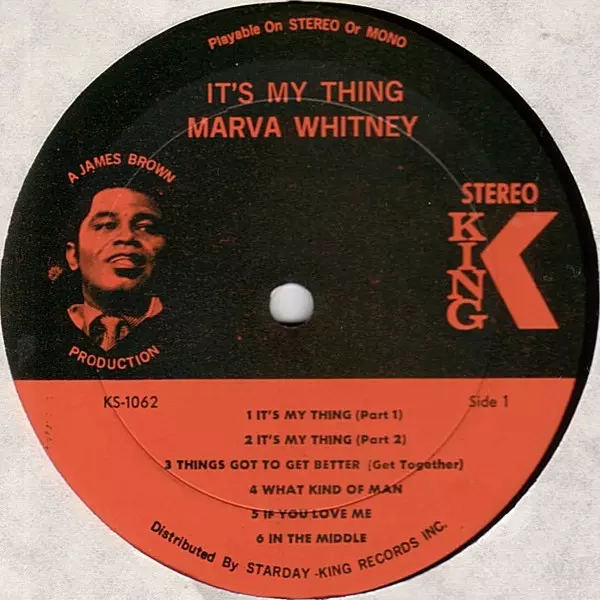 Playable On STEREO Or MONO
IT'S MY THING
MARVA WHITNEY
A JAMES BROWN
PRODUCTION
STEREO
KING
K
KS-1062
Side 1
1 IT'S MY THING (Part 1)
2 IT'S MY THING (Part 2)
3 THINGS GOT TO GET BETTER (Get Together)
4 WHAT KIND OF MAN
5 IF YOU LOVE ME
6 IN THE MIDDLE
Distributed By STARDAY-KING RECORDS INC.